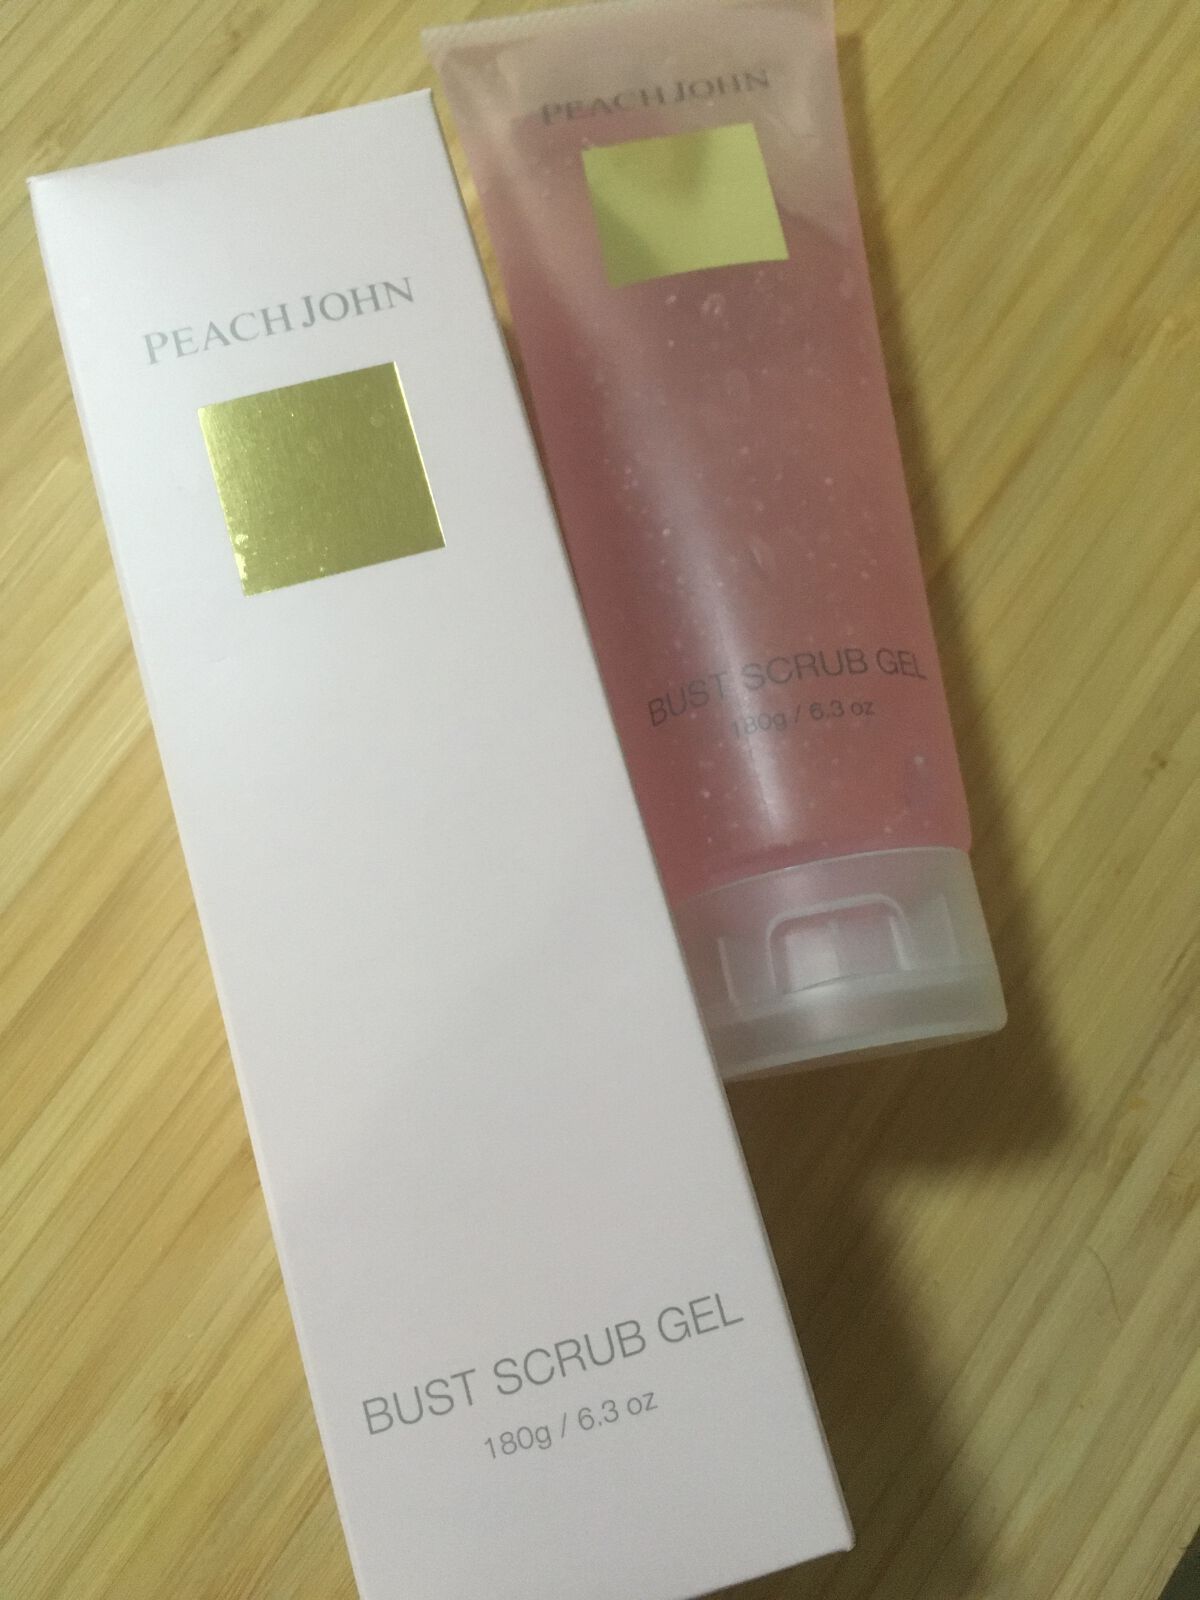 PEACH JOHN
BUST SCRUB GEL
180g / 6.3 oz
PEACH JOHN
BUST SCRUB GEL
180g / 6.3 oz